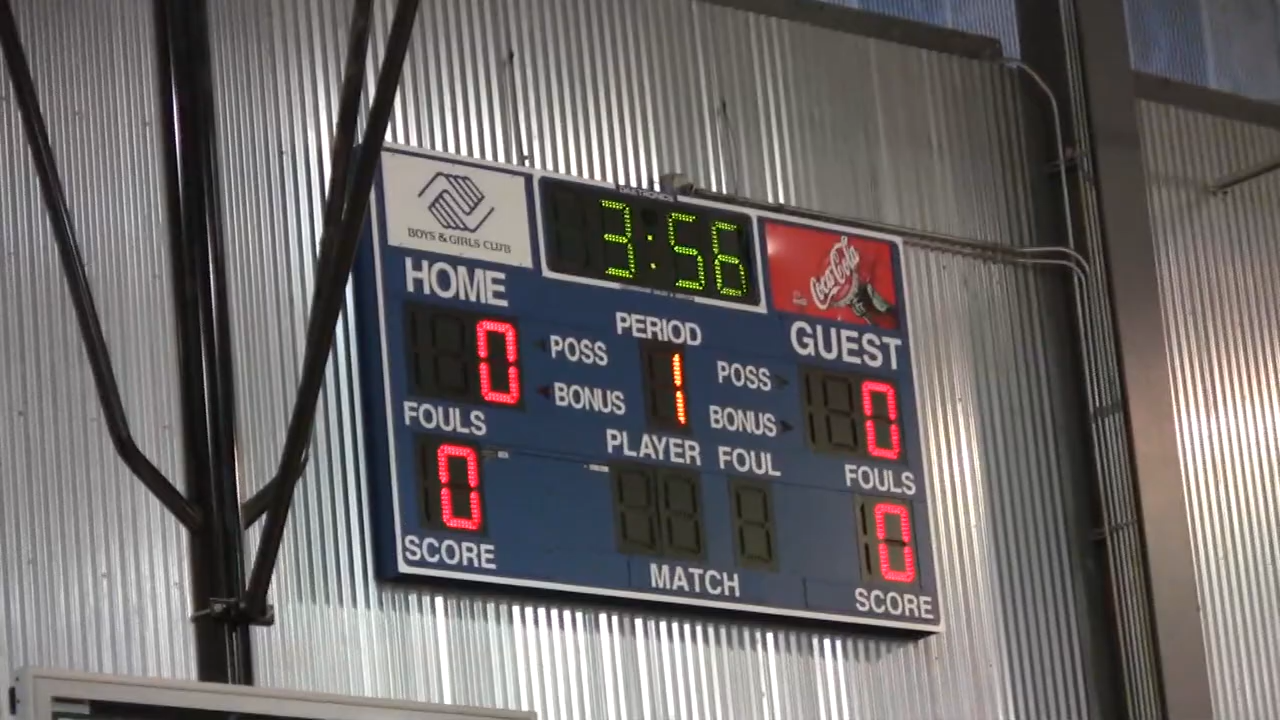 DAKTRONICS
BOYS & GIRLS CLUB
3:56
Coca-Cola
HOME
PERIOD
GUEST
0
POSS
1
POSS
0
BONUS
BONUS
FOULS
PLAYER FOUL
FOULS
0
0
SCORE
MATCH
SCORE